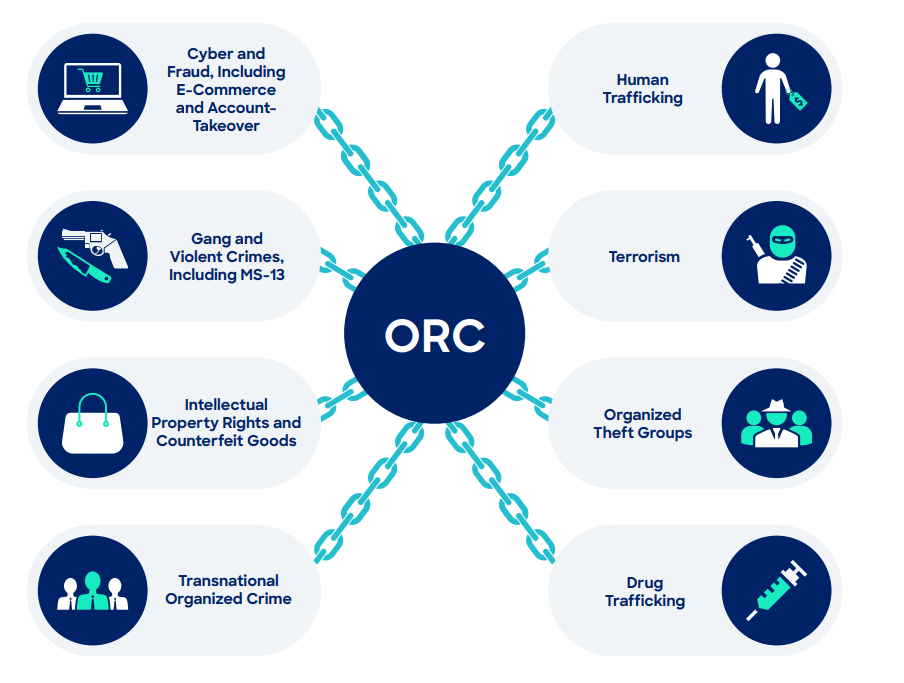 Cyber and
Fraud, Including
E-Commerce
and Account-
Takeover
Human
Trafficking
Gang and
Violent Crimes,
Including MS-13
Terrorism
ORC
Intellectual
Property Rights and
Counterfeit Goods
Organized
Theft Groups
Transnational
Organized Crime
Drug
Trafficking